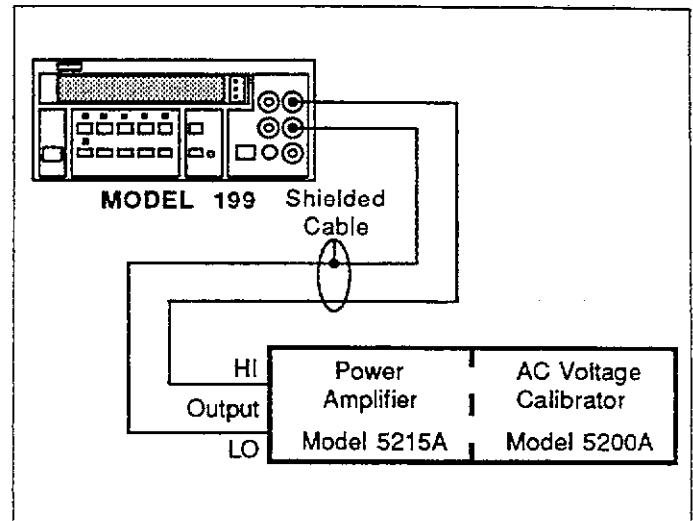 MODEL 199
Shielded
Cable
HI
Output
LO
Power
Amplifier
Model 5215A
AC Voltage
Calibrator
Model 5200A